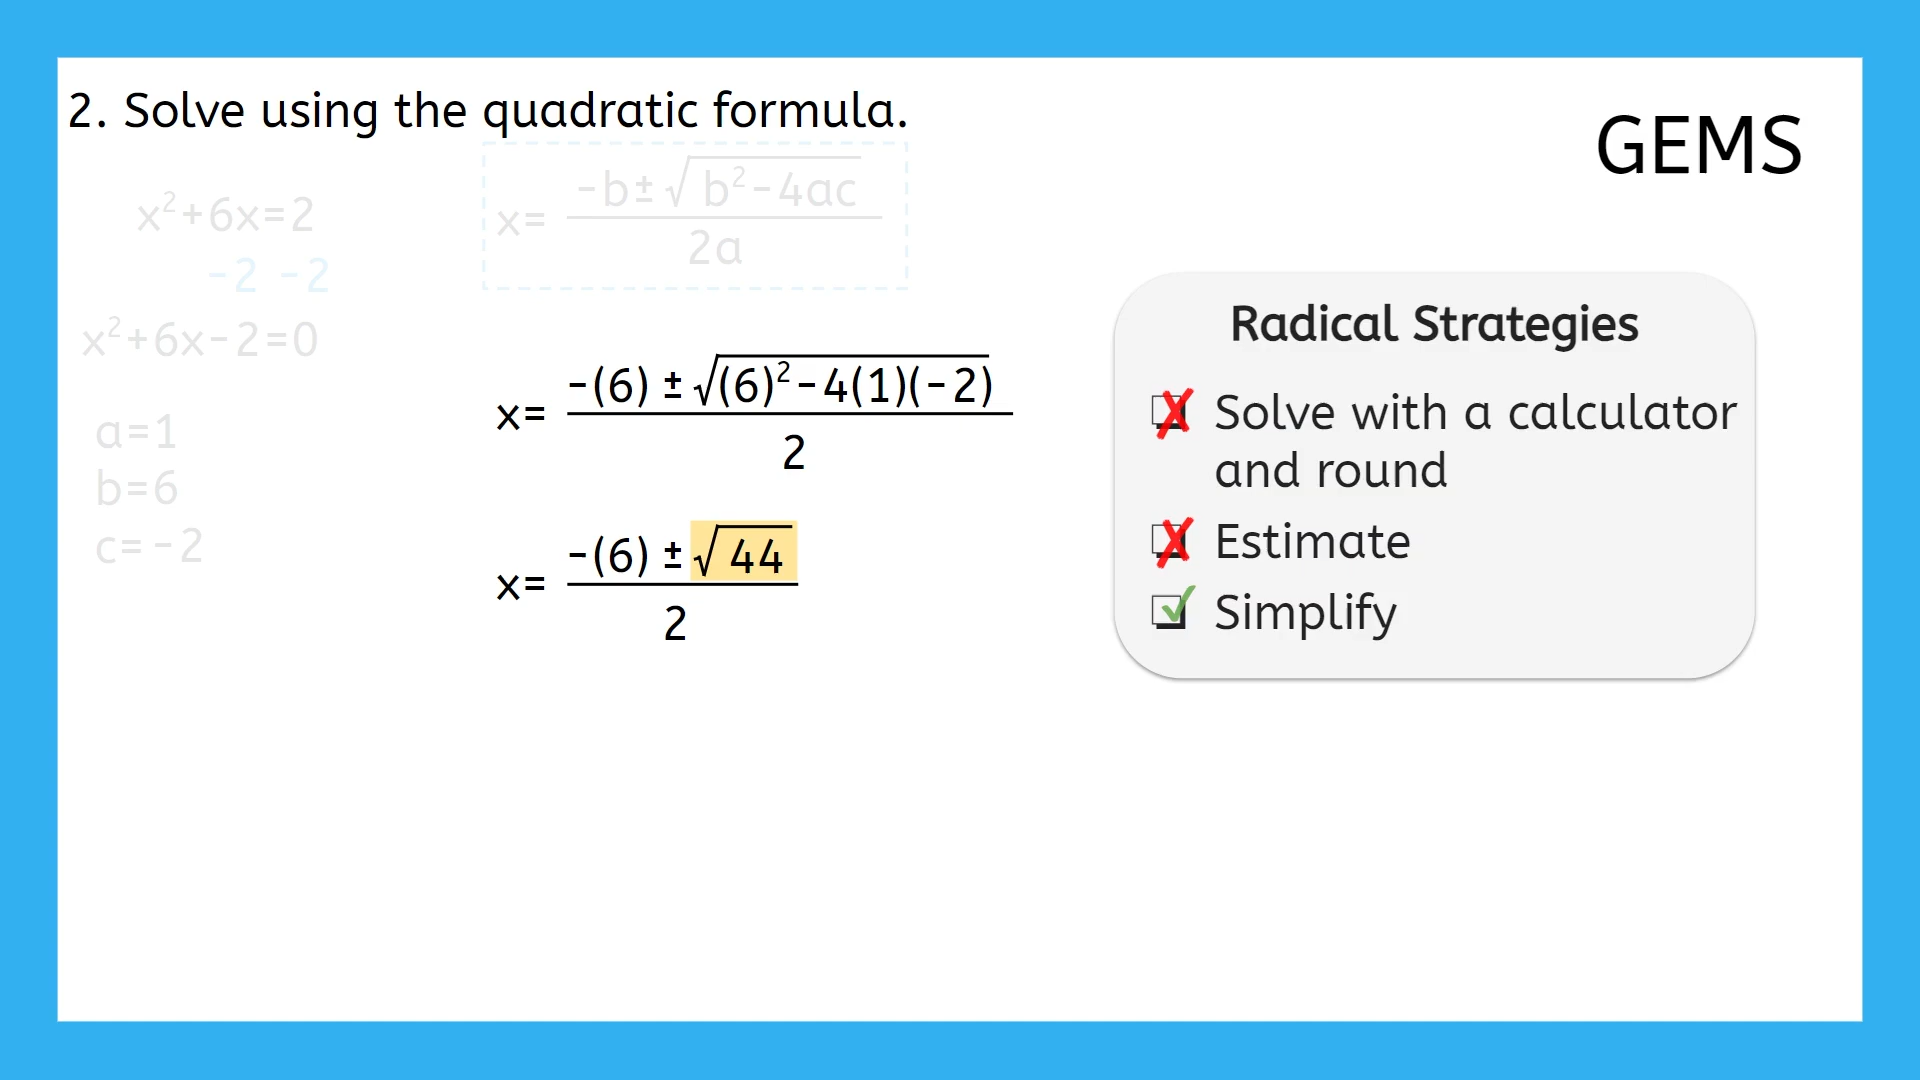 2. Solve using the quadratic formula.
GEMS
x²+6x=2
-2 -2
x²+6x-2=0
a=1
b=6
c=-2
x= -b±√b²-4ac
2a
x= -(6) ±√(6)²-4(1)(-2)
2
x= -(6) ±√44
2
Radical Strategies
Solve with a calculator
and round
Estimate
Simplify